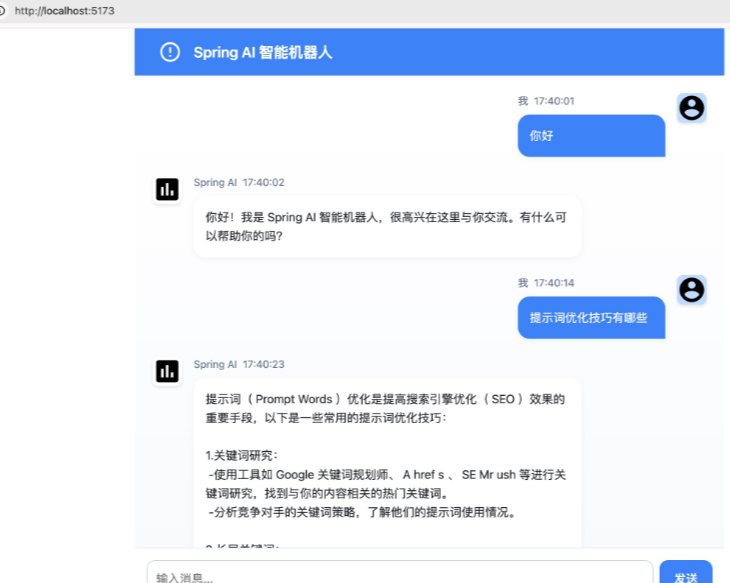 http://localhost:5173
Spring AI 智能机器人
我 17:40:01
你好
Spring AI 17:40:02
你好！我是 Spring AI 智能机器人，很高兴在这里与你交流。有什么可
以帮助你的吗?
我 17:40:14
提示词优化技巧有哪些
Spring AI 17:40:23
提示词（ Prompt Words ）优化是提高搜索引擎优化（ SEO ）效果的
重要手段，以下是一些常用的提示词优化技巧：
1.关键词研究：
-使用工具如 Google 关键词规划师、 A href s 、 SE Mr ush 等进行关
键词研究，找到与你的内容相关的热门关键词。
-分析竞争对手的关键词策略，了解他们的提示词使用情况。
输入消息...
发送